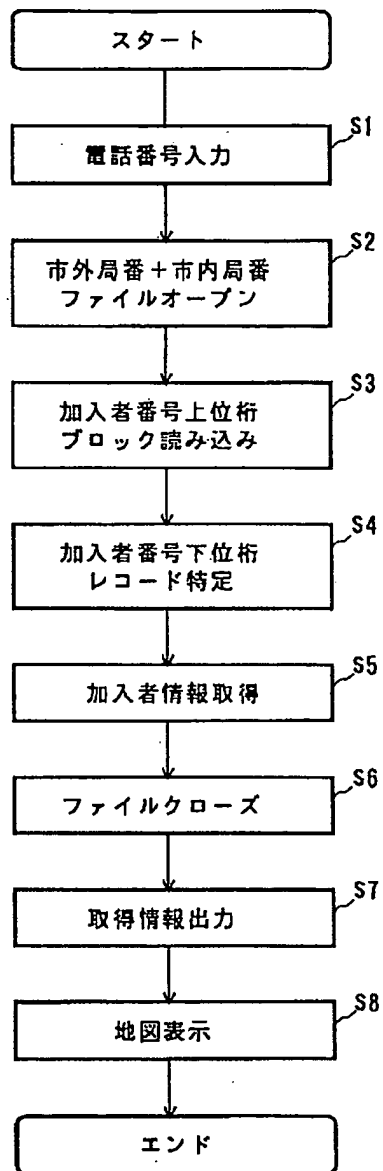 スタート
S1
電話番号入力
S2
市外局番+市内局番
ファイルオープン
S3
加入者番号上位桁
ブロック読み込み
S4
加入者番号下位桁
レコード特定
S5
加入者情報取得
S6
ファイルクローズ
S7
取得情報出力
S8
地図表示
エンド